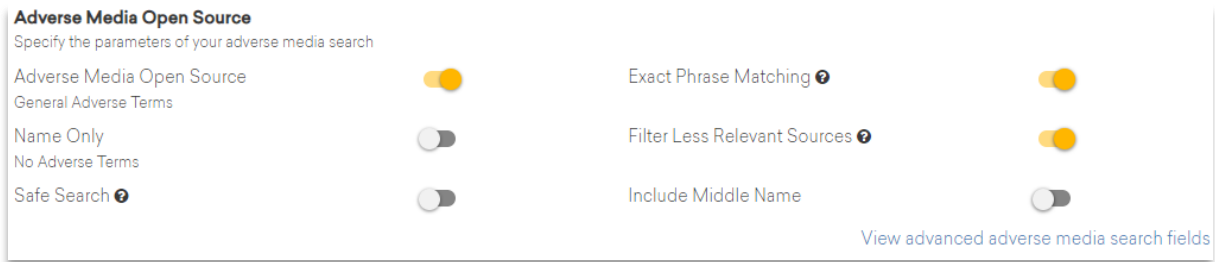 Adverse Media Open Source
Specify the parameters of your adverse media search
Adverse Media Open Source
General Adverse Terms
Exact Phrase Matching ?
Name Only
No Adverse Terms
Filter Less Relevant Sources ?
Safe Search ?
Include Middle Name
View advanced adverse media search fields